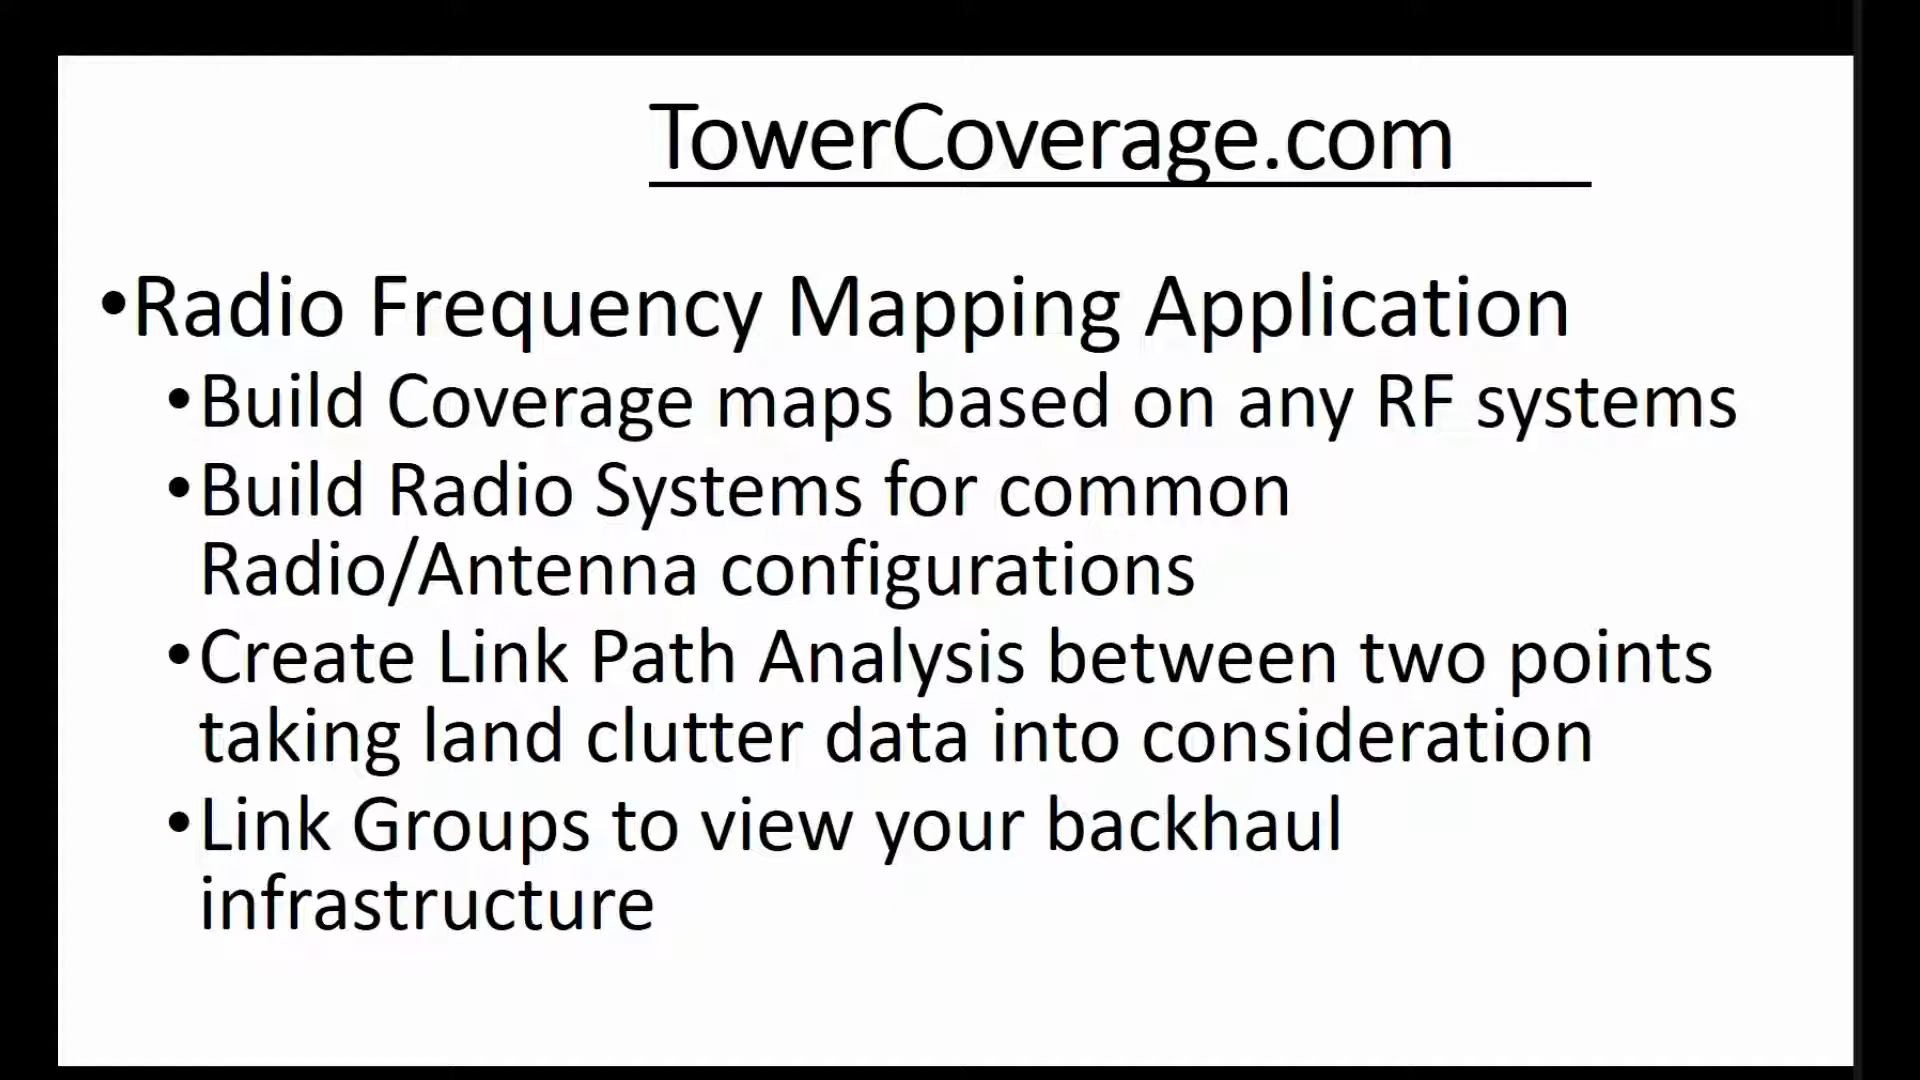 TowerCoverage.com
•Radio Frequency Mapping Application
•Build Coverage maps based on any RF systems
•Build Radio Systems for common
Radio/Antenna configurations
•Create Link Path Analysis between two points
taking land clutter data into consideration
•Link Groups to view your backhaul
infrastructure